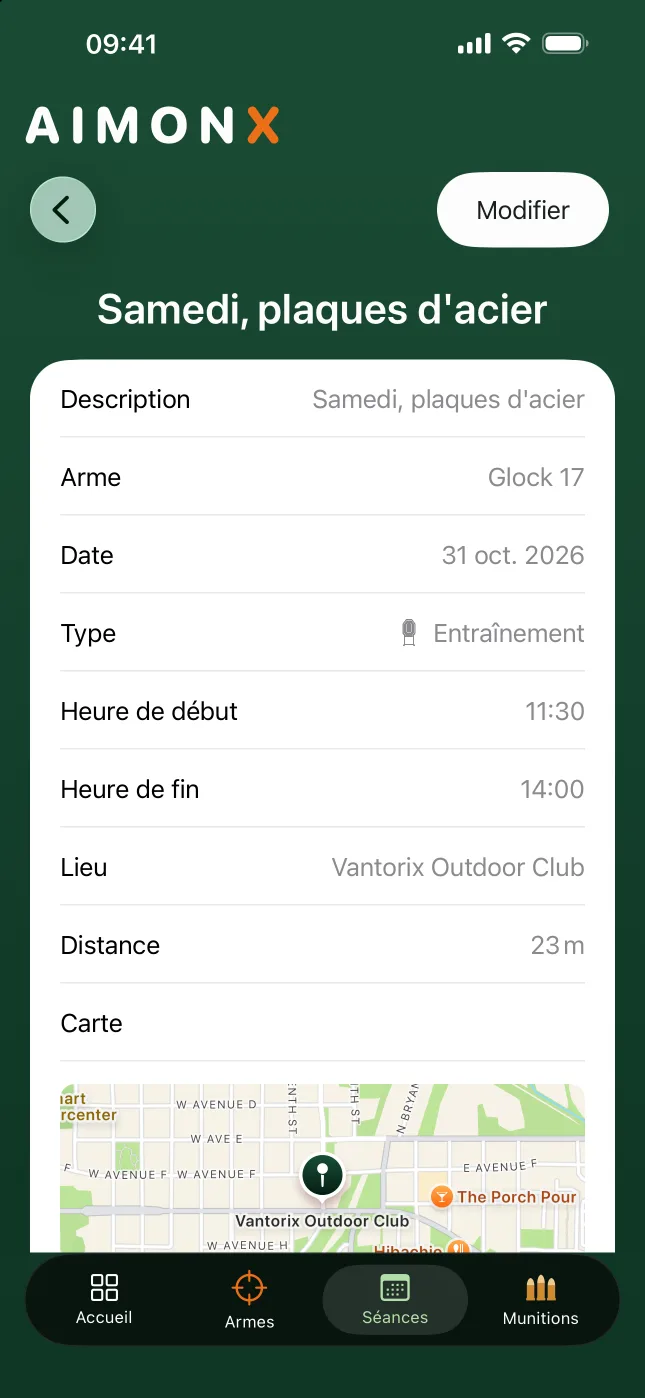 09:41
AIMONX
Modifier
Samedi, plaques d'acier
Description Samedi, plaques d'acier
Arme Glock 17
Date 31 oct. 2026
Type Entraînement
Heure de début 11:30
Heure de fin 14:00
Lieu Vantorix Outdoor Club
Distance 23 m
Carte
W AVENUE D
N BRYAN
W AVE E
W AVENUE F W AVENUE F
E AVENUE F
The Porch Pour
Vantorix Outdoor Club
W AVENUE H
Hibachio
Accueil
Armes
Séances
Munitions